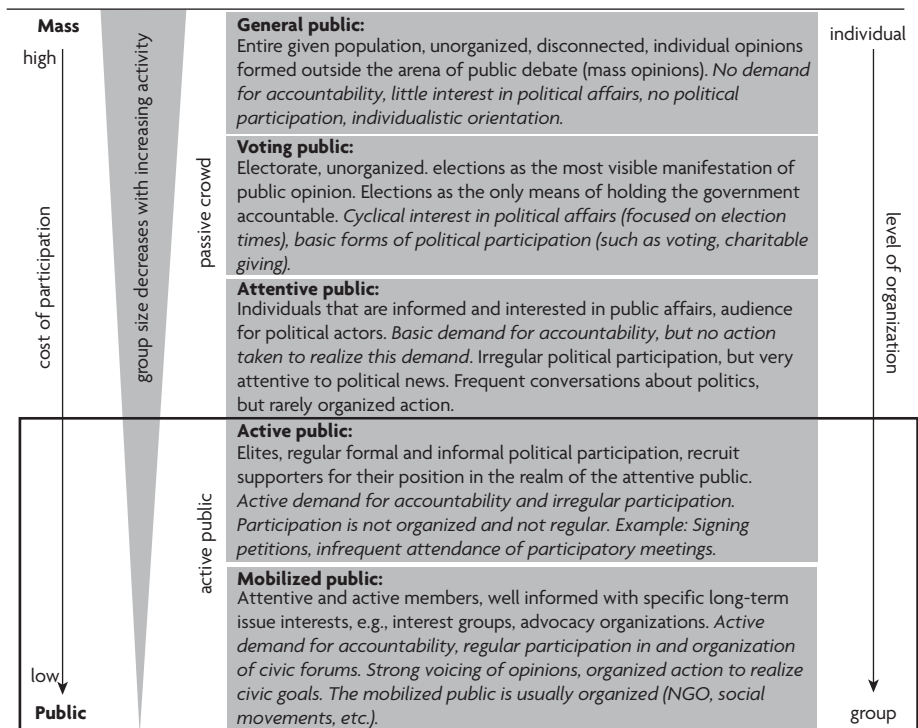 Mass
high
cost of participation
low
Public
group size decreases with increasing activity
passive crowd
active public
General public:
Entire given population, unorganized, disconnected, individual opinions
formed outside the arena of public debate (mass opinions). No demand
for accountability, little interest in political affairs, no political
participation, individualistic orientation.
Voting public:
Electorate, unorganized. elections as the most visible manifestation of
public opinion. Elections as the only means of holding the government
accountable. Cyclical interest in political affairs (focused on election
times), basic forms of political participation (such as voting, charitable
giving).
Attentive public:
Individuals that are informed and interested in public affairs, audience
for political actors. Basic demand for accountability, but no action
taken to realize this demand. Irregular political participation, but very
attentive to political news. Frequent conversations about politics,
but rarely organized action.
Active public:
Elites, regular formal and informal political participation, recruit
supporters for their position in the realm of the attentive public.
Active demand for accountability and irregular participation.
Participation is not organized and not regular. Example: Signing
petitions, infrequent attendance of participatory meetings.
Mobilized public:
Attentive and active members, well informed with specific long-term
issue interests, e.g., interest groups, advocacy organizations. Active
demand for accountability, regular participation in and organization
of civic forums. Strong voicing of opinions, organized action to realize
civic goals. The mobilized public is usually organized (NGO, social
movements, etc.).
individual
level of organization
group